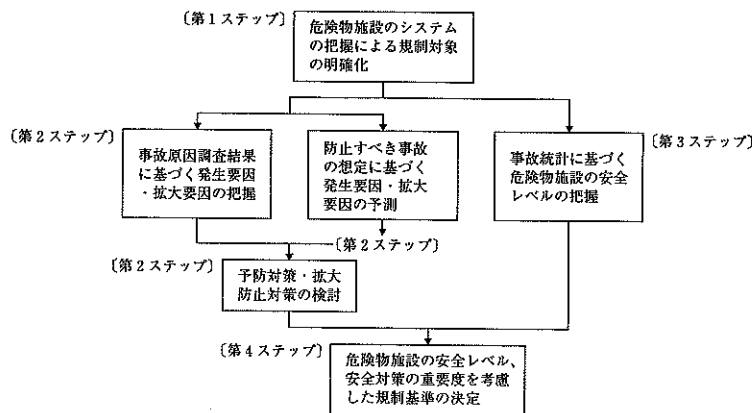 〔第1ステップ〕
危険物施設のシステム
の把握による規制対象
の明確化
〔第2ステップ〕
事故原因調査結果
に基づく発生要因
・拡大要因の把握
防止すべき事故
の想定に基づく
発生要因・拡大
要因の予測
〔第3ステップ〕
事故統計に基づく
危険物施設の安全
レベルの把握
〔第2ステップ〕
〔第2ステップ〕
予防対策・拡大
防止対策の検討
〔第4ステップ〕
危険物施設の安全レベル、
安全対策の重要度を考慮
した規制基準の決定